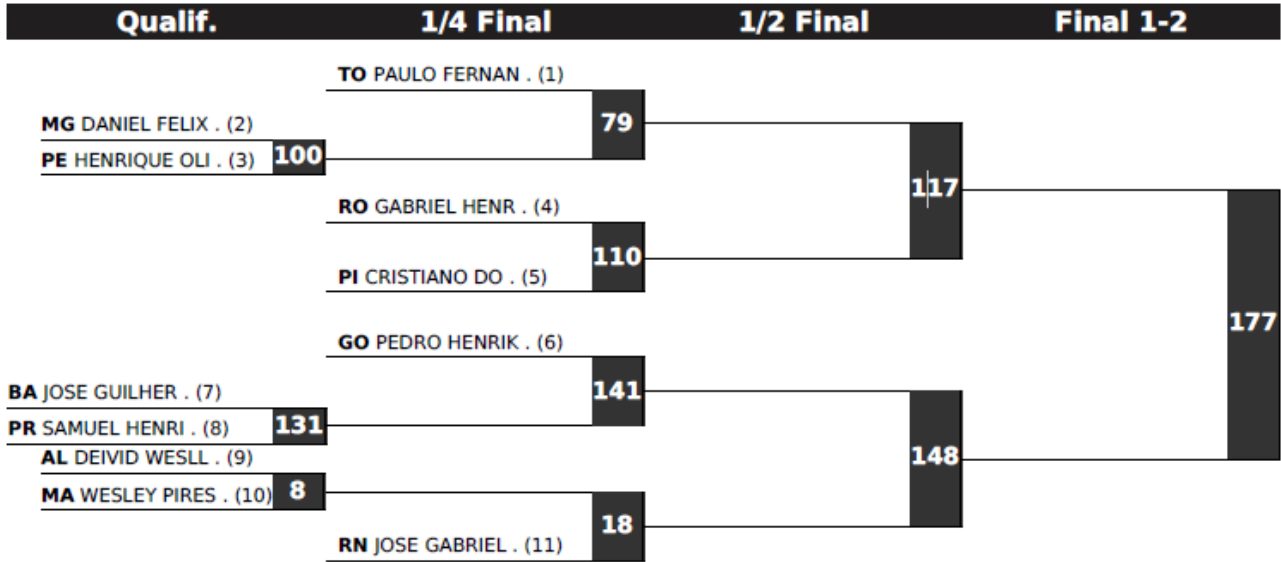 Qualif. 1/4 Final 1/2 Final Final 1-2
TO PAULO FERNAN . (1)
79
MG DANIEL FELIX . (2)
PE HENRIQUE OLI . (3)
100
117
RO GABRIEL HENR . (4)
110
PI CRISTIANO DO . (5)
177
GO PEDRO HENRIK . (6)
141
BA JOSE GUILHER . (7)
PR SAMUEL HENRI . (8)
131
AL DEIVID WESLL . (9)
148
MA WESLEY PIRES . (10)
8
18
RN JOSE GABRIEL . (11)